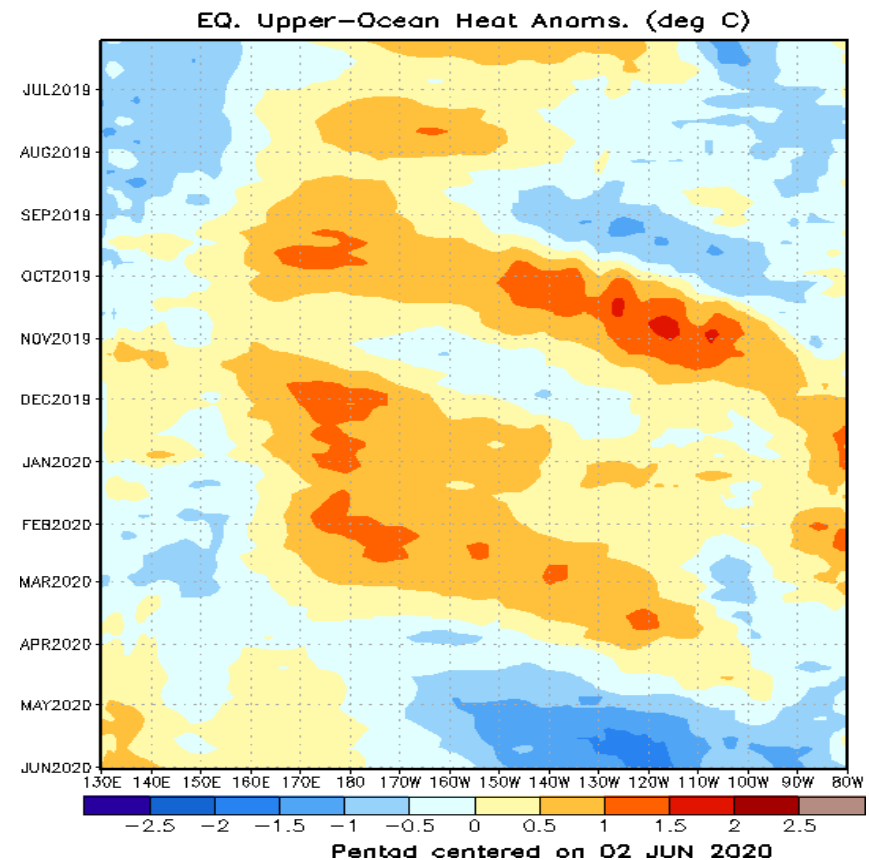 EQ. Upper-Ocean Heat Anoms. (deg C)
JUL2019
AUG2019
SEP2019
OCT2019
NOV2019
DEC2019
JAN2020
FEB2020
MAR2020
APR2020
MAY2020
JUN2020
130E 140E 150E 160E 170E 180 170W 160W 150W 140W 130W 120W 110W 100W 90W 80W
-2.5 -2 -1.5 -1 -0.5 0 0.5 1 1.5 2 2.5
Pentad centered on 02 JUN 2020